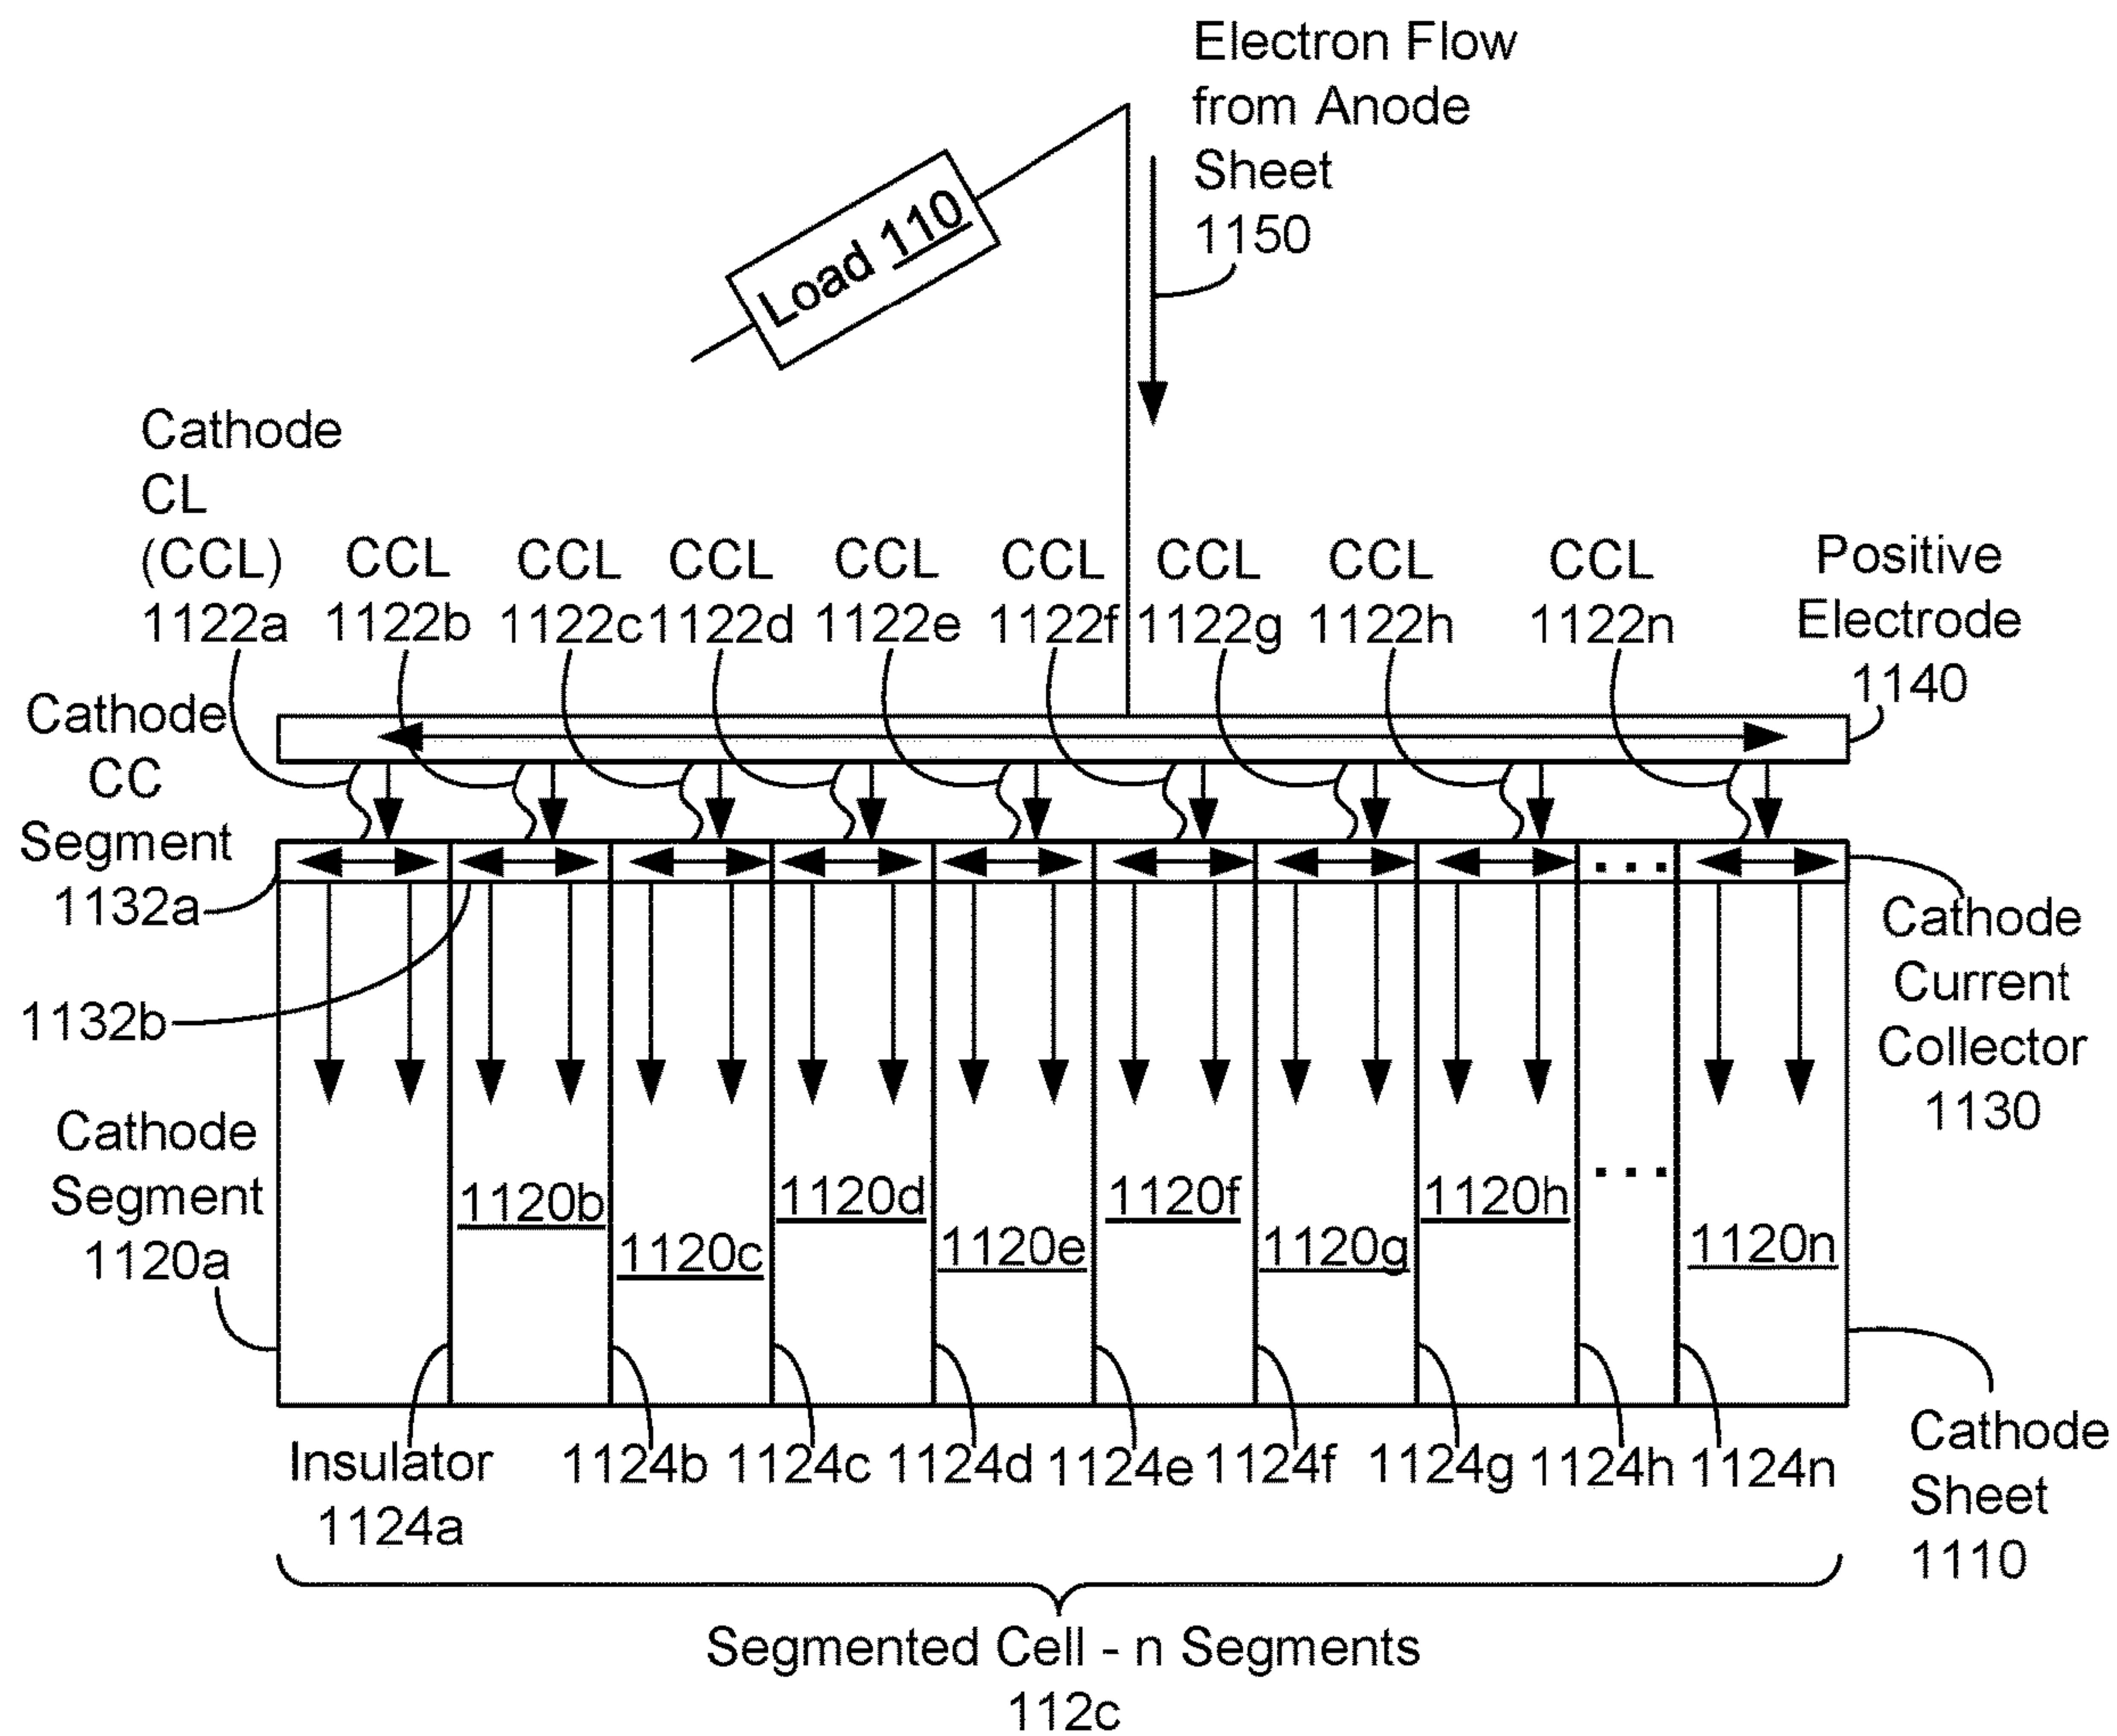 Electron Flow
from Anode
Sheet
1150
Load 110
Cathode
CL
(CCL) CCL CCL CCL CCL CCL CCL CCL CCL
1122a 1122b 1122c 1122d 1122e 1122f 1122g 1122h 1122n
Positive
Electrode
1140
Cathode
CC
Segment
1132a
1132b
...
Cathode
Current
Collector
1130
Cathode
Segment
1120a
1120b 1120c 1120d 1120e 1120f 1120g 1120h ... 1120n
Insulator
1124a
1124b 1124c 1124d 1124e 1124f 1124g 1124h 1124n
Cathode
Sheet
1110
Segmented Cell - n Segments
112c